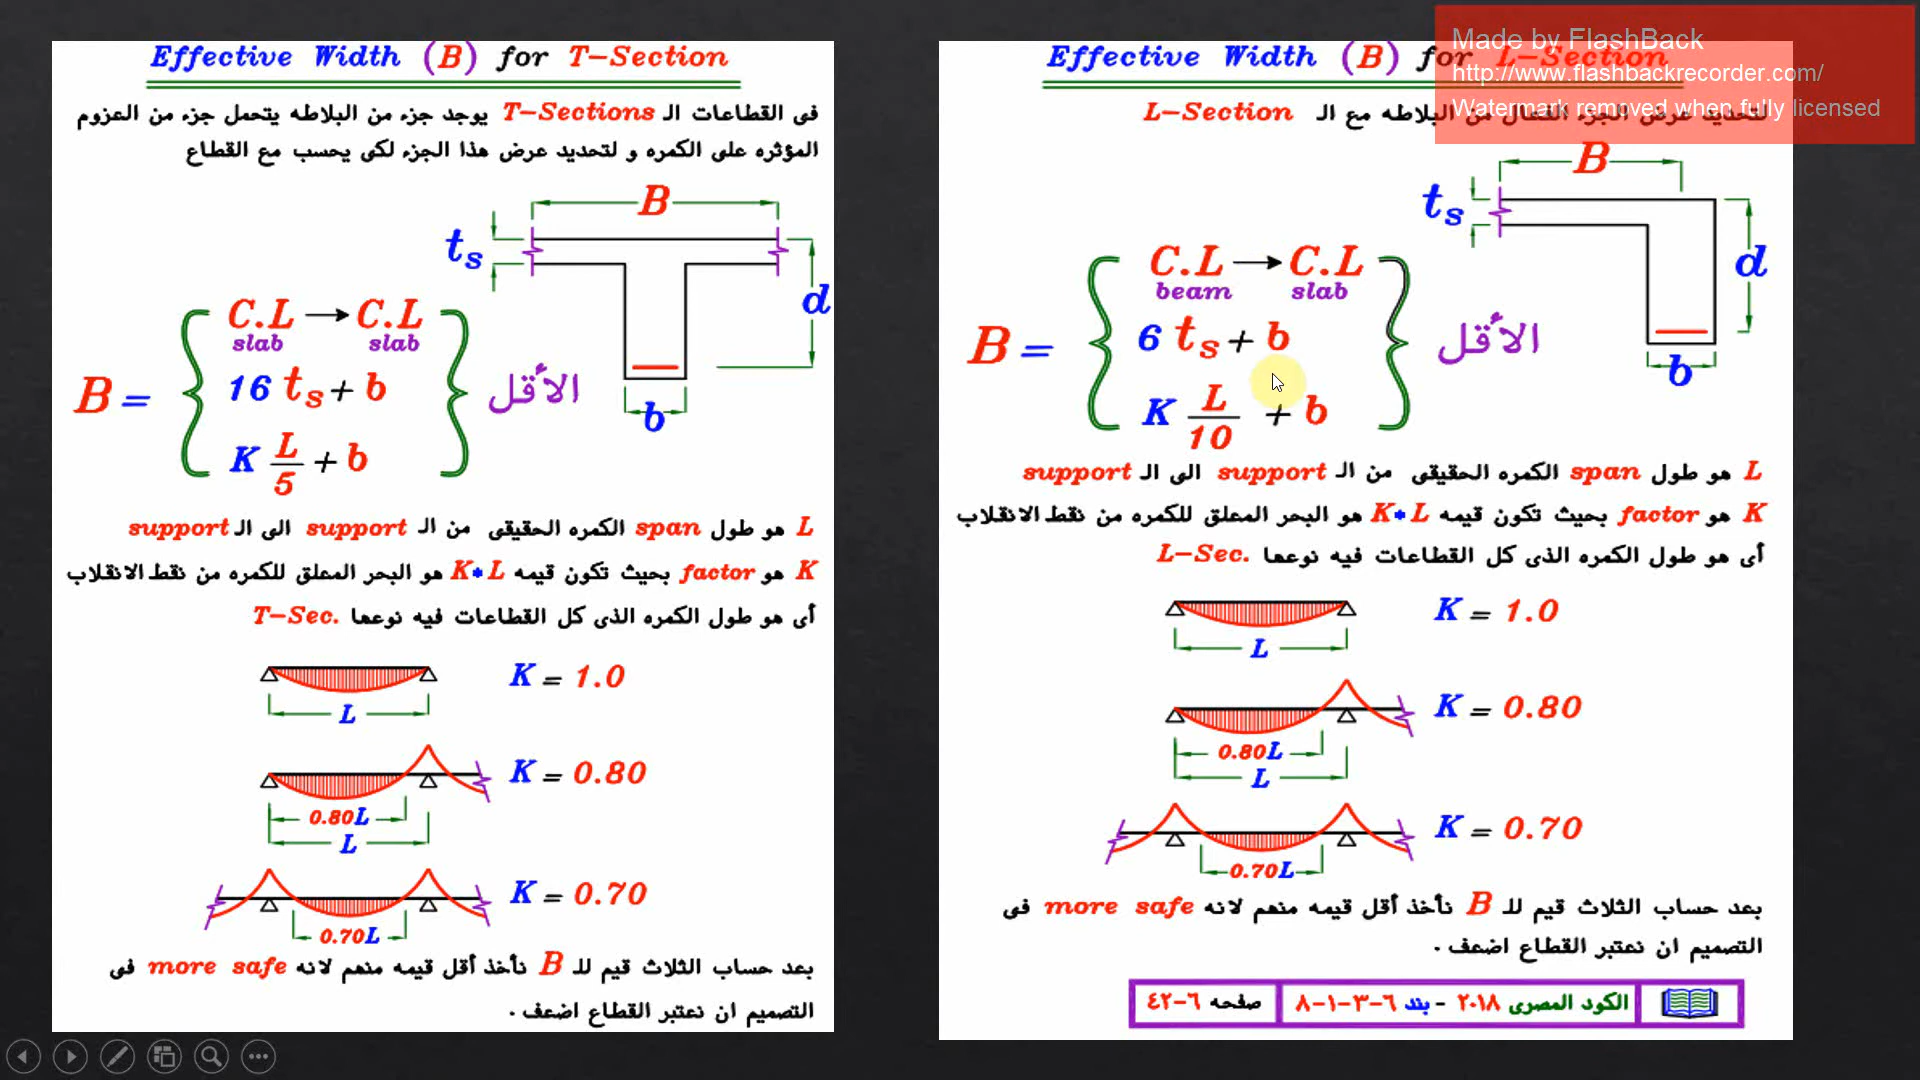 Effective Width (B) for T-Section
فى القطاعات الـ T-Sections يوجد جزء من البلاطه يتحمل جزء من العزوم
المؤثره على الكمره و لتحديد عرض هذا الجزء لكى يحسب مع القطاع
B
ts
d
b
B =
C.L → C.L
slab slab
16 ts + b
K L/5 + b
الأقل
L هو طول span الكمره الحقيقى من الـ support الى الـ support
K هو factor بحيث تكون قيمه K*L هو البحر المعلق للكمره من نقط الانقلاب
أى هو طول الكمره الذى كل القطاعات فيه نوعها T-Sec.
K = 1.0
L
K = 0.80
0.80L
L
K = 0.70
0.70L
بعد حساب الثلاث قيم للـ B نأخذ أقل قيمه منهم لانه more safe فى
التصميم ان نعتبر القطاع اضعف .
Effective Width (B) for L-Section
لتحديد عرض الجزء الفعال من البلاطه مع الـ L-Section
B
ts
d
b
B =
C.L → C.L
beam slab
6 ts + b
K L/10 + b
الأقل
L هو طول span الكمره الحقيقى من الـ support الى الـ support
K هو factor بحيث تكون قيمه K*L هو البحر المعلق للكمره من نقط الانقلاب
أى هو طول الكمره الذى كل القطاعات فيه نوعها L-Sec.
K = 1.0
L
K = 0.80
0.80L
L
K = 0.70
0.70L
بعد حساب الثلاث قيم للـ B نأخذ أقل قيمه منهم لانه more safe فى
التصميم ان نعتبر القطاع اضعف .
الكود المصرى ٢٠١٨ - بند ٦-٣-١-٨ صفحه ٦-٤٢
Made by FlashBack
http://www.flashbackrecorder.com/
Watermark removed when fully licensed